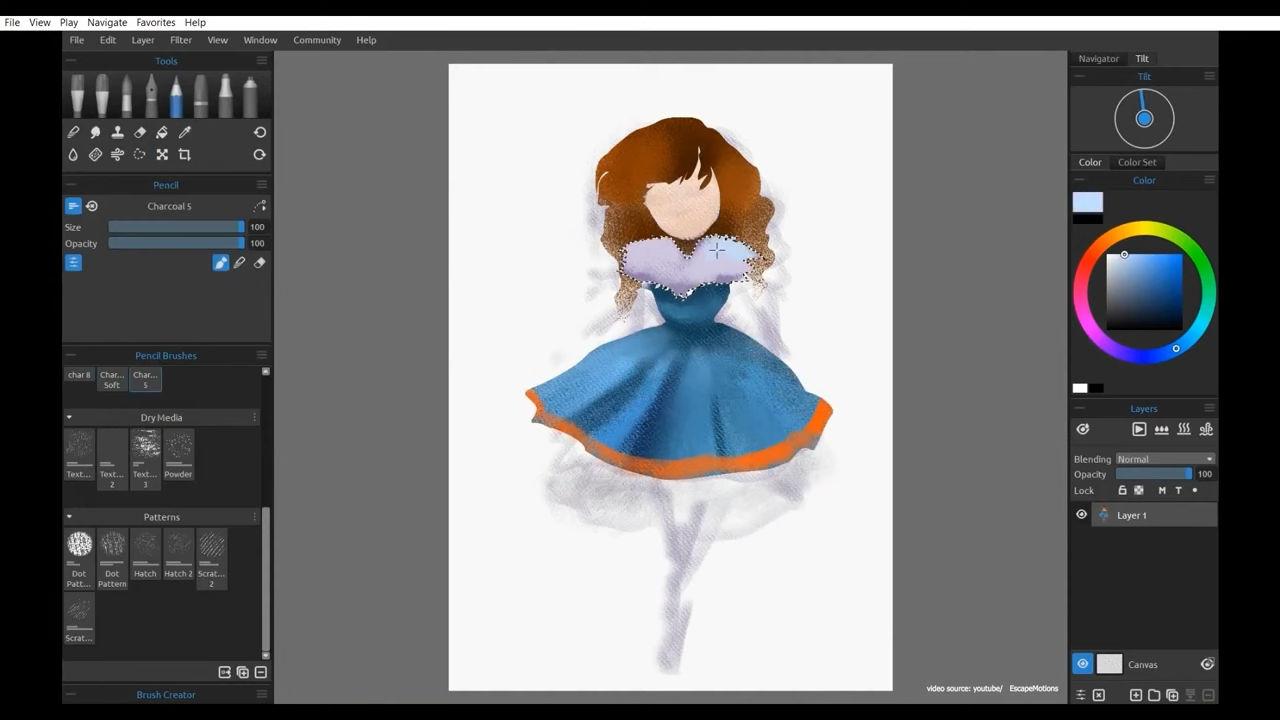 File View Play Navigate Favorites Help
File Edit Layer Filter View Window Community Help
Tools
Pencil
Charcoal 5
Size 100
Opacity 100
Pencil Brushes
char 8
Char... Soft
Char... 5
Dry Media
Text...
Text... 2
Text... 3
Powder
Patterns
Dot Patt...
Dot Pattern
Hatch
Hatch 2
Scrat... 2
Scrat...
Brush Creator
Navigator Tilt
Tilt
Color Color Set
Color
Layers
Blending Normal
Opacity 100
Lock M T
Layer 1
Canvas
video source: youtube/ EscapeMotions